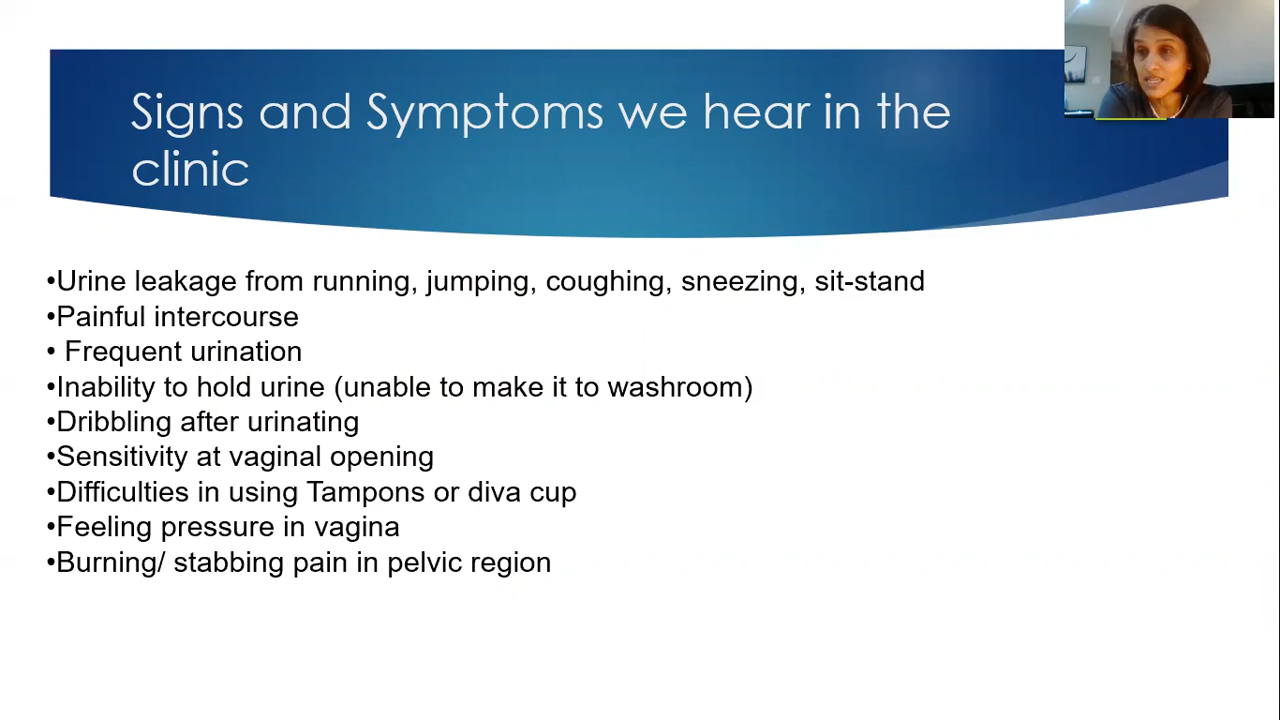 Signs and Symptoms we hear in the
clinic
•Urine leakage from running, jumping, coughing, sneezing, sit-stand
•Painful intercourse
• Frequent urination
•Inability to hold urine (unable to make it to washroom)
•Dribbling after urinating
•Sensitivity at vaginal opening
•Difficulties in using Tampons or diva cup
•Feeling pressure in vagina
•Burning/ stabbing pain in pelvic region